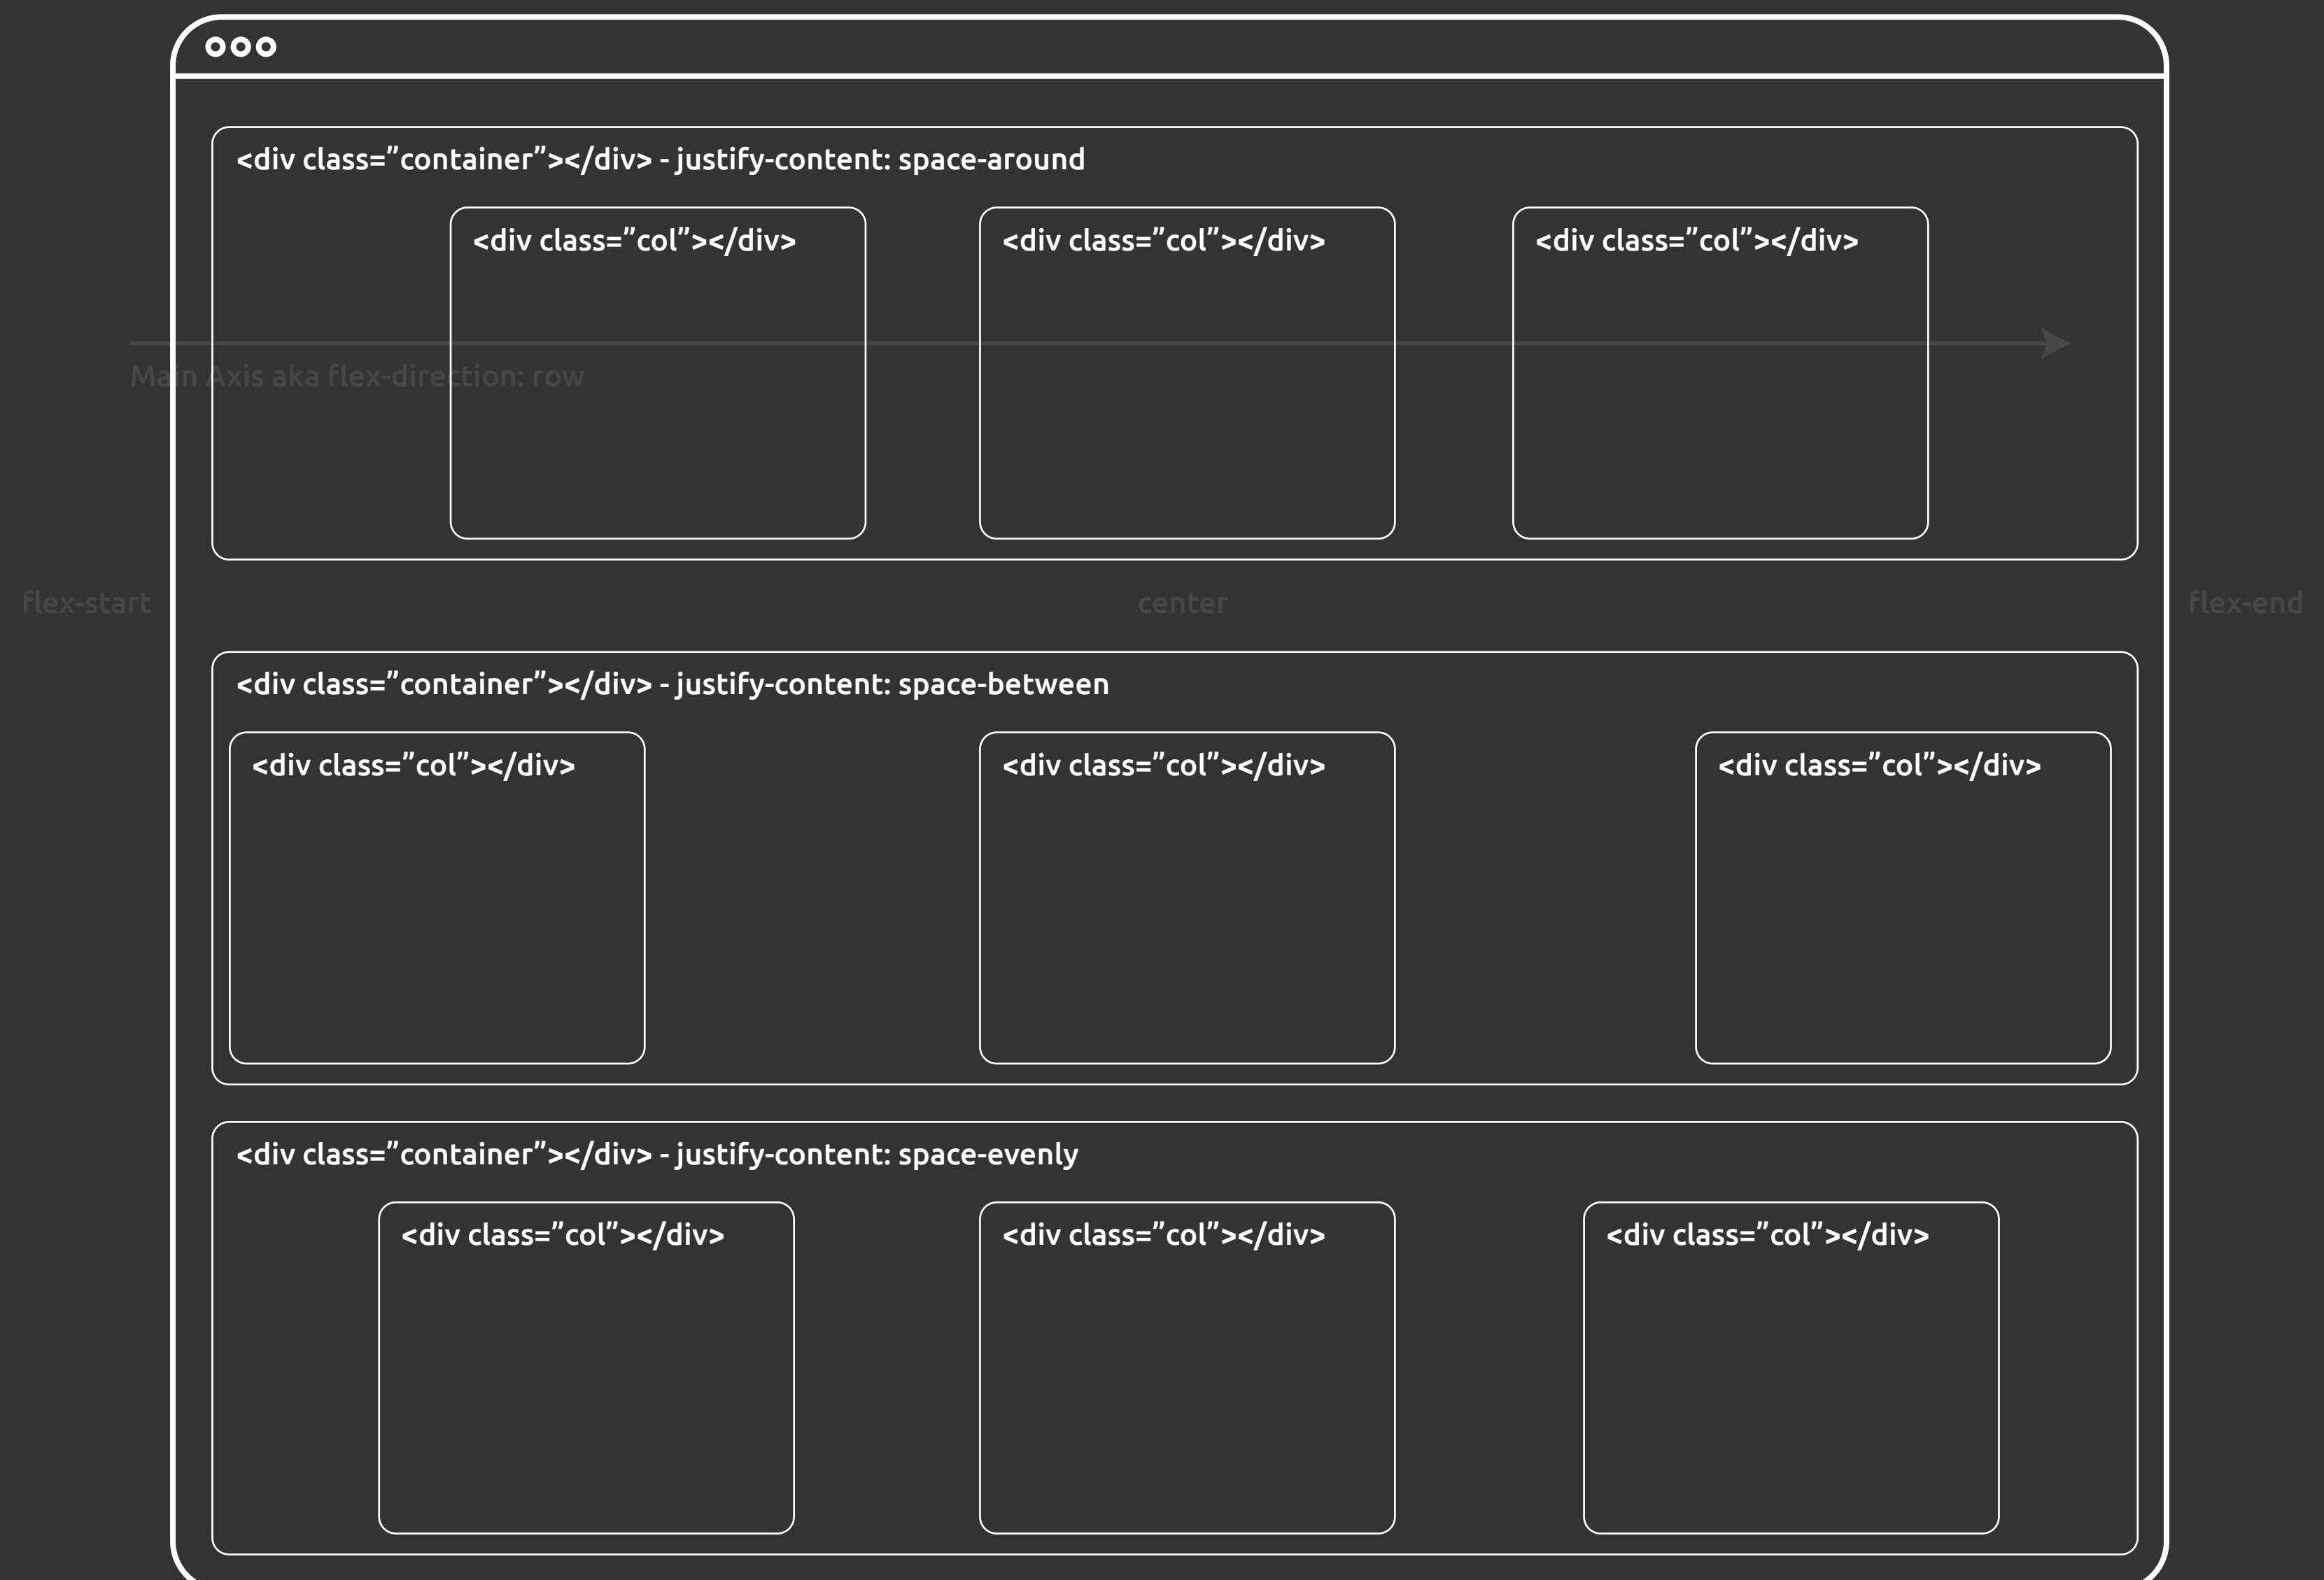 <div class=”container”></div> - justify-content: space-around
<div class=”col”></div>
<div class=”col”></div>
<div class=”col”></div>
Main Axis aka flex-direction: row
flex-start
center
flex-end
<div class=”container”></div> - justify-content: space-between
<div class=”col”></div>
<div class=”col”></div>
<div class=”col”></div>
<div class=”container”></div> - justify-content: space-evenly
<div class=”col”></div>
<div class=”col”></div>
<div class=”col”></div>